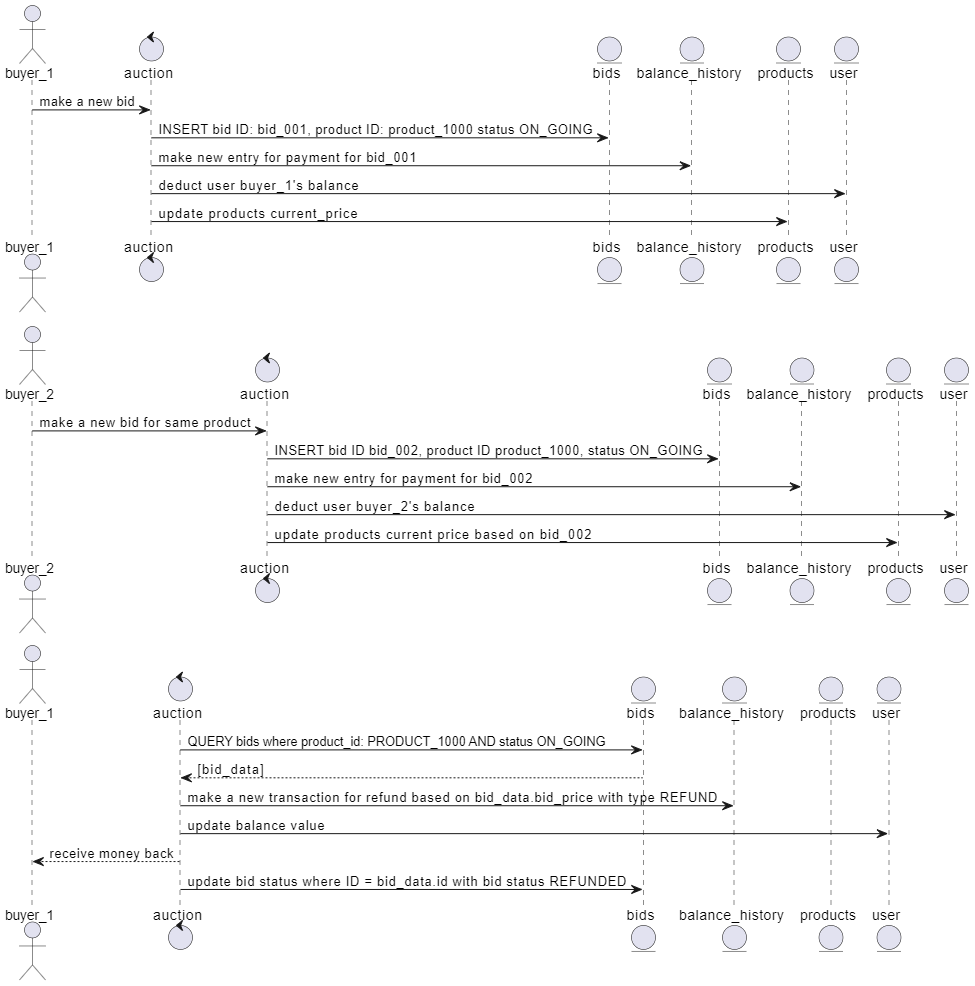 buyer_1
auction
bids
balance_history
products
user
make a new bid
INSERT bid ID: bid_001, product ID: product_1000 status ON_GOING
make new entry for payment for bid_001
deduct user buyer_1's balance
update products current_price
buyer_1
auction
bids
balance_history
products
user
buyer_2
auction
bids
balance_history
products
user
make a new bid for same product
INSERT bid ID bid_002, product ID product_1000, status ON_GOING
make new entry for payment for bid_002
deduct user buyer_2's balance
update products current price based on bid_002
buyer_2
auction
bids
balance_history
products
user
buyer_1
auction
bids
balance_history
products
user
QUERY bids where product_id: PRODUCT_1000 AND status ON_GOING
[bid_data]
make a new transaction for refund based on bid_data.bid_price with type REFUND
update balance value
receive money back
update bid status where ID = bid_data.id with bid status REFUNDED
buyer_1
auction
bids
balance_history
products
user